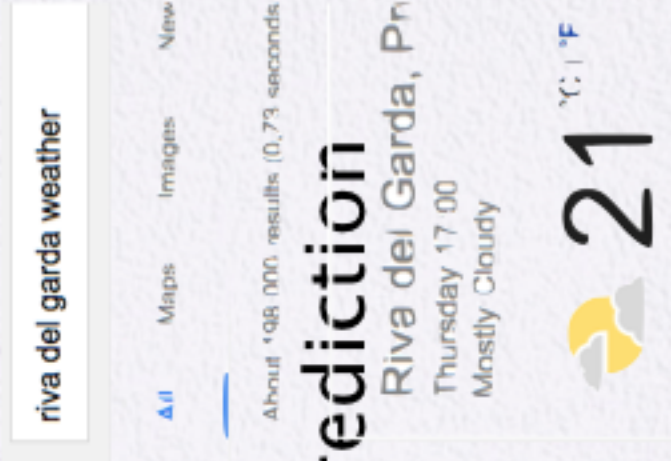 riva del garda weather
All Maps Images New
About 198 000 results (0,73 seconds
rediction
Riva del Garda, Pr
Thursday 17:00
Mostly Cloudy
21 °C | °F